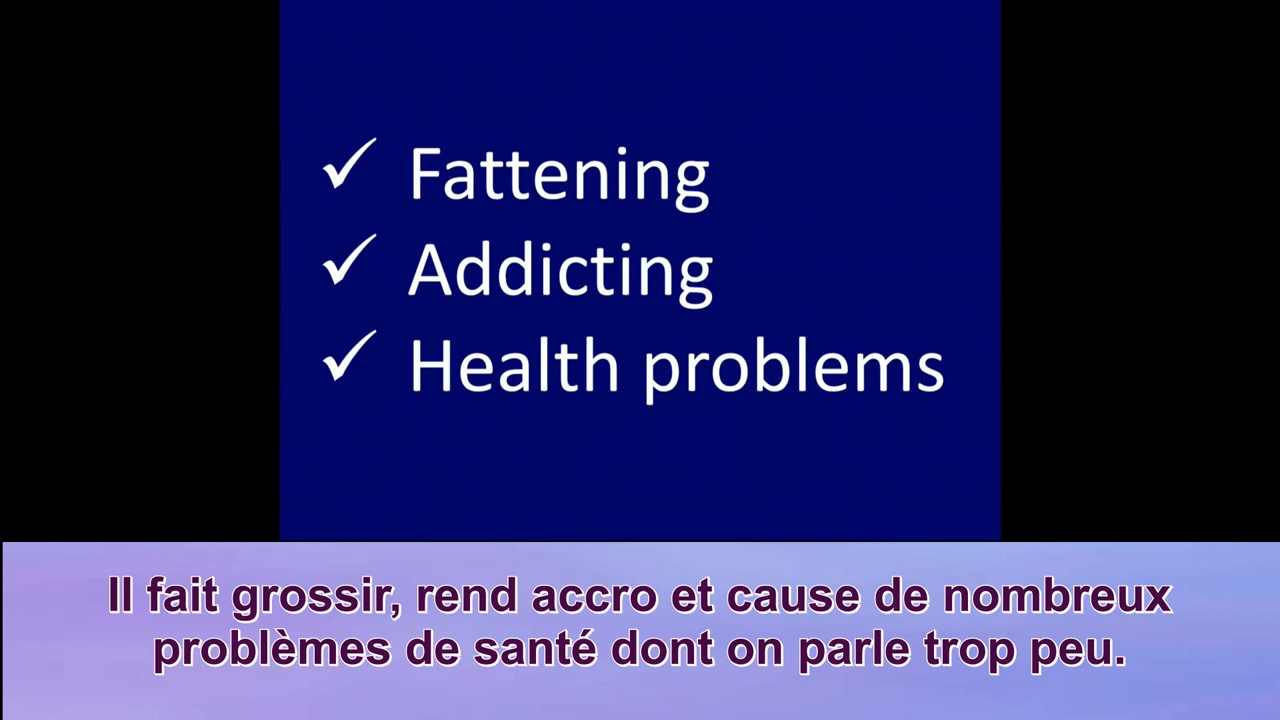 ✓ Fattening
✓ Addicting
✓ Health problems
Il fait grossir, rend accro et cause de nombreux
problèmes de santé dont on parle trop peu.